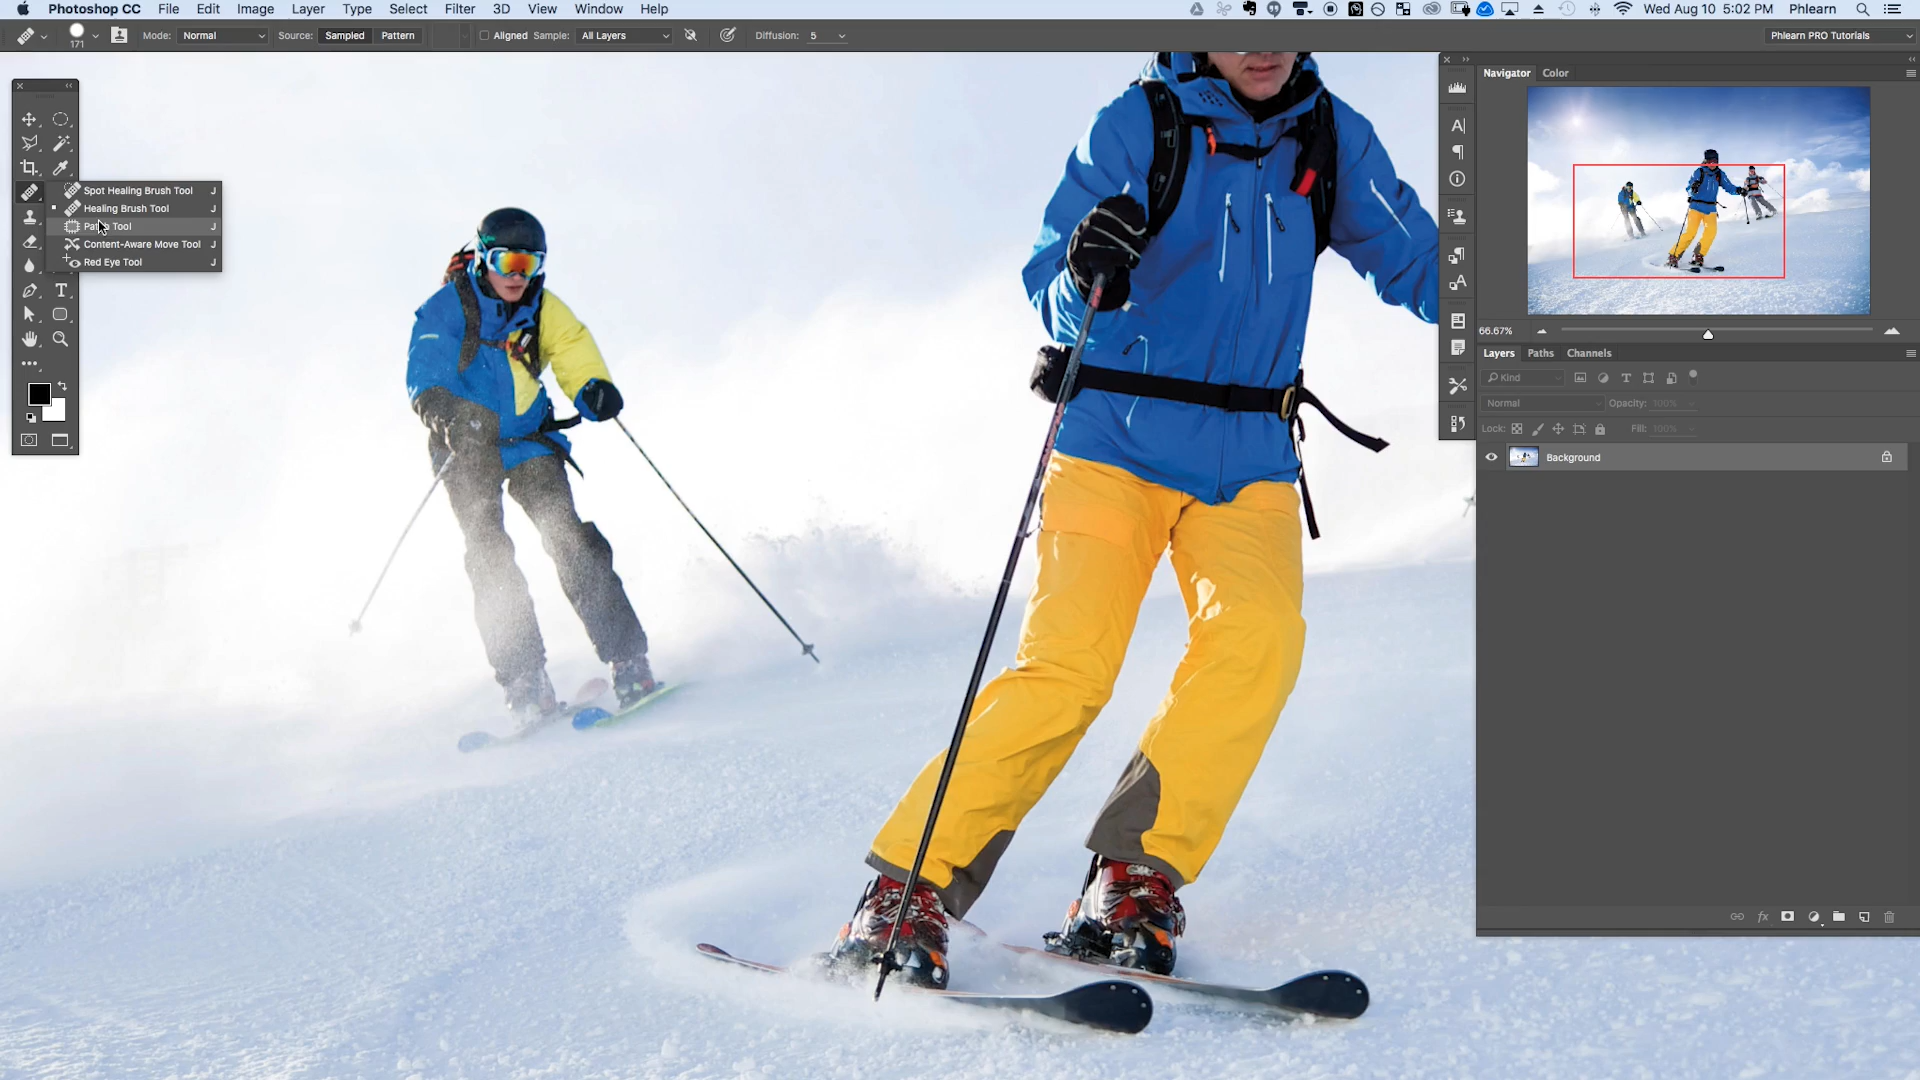 Photoshop CC File Edit Image Layer Type Select Filter 3D View Window Help Wed Aug 10 5:02 PM Phlearn
171 Mode: Normal Source: Sampled Pattern Aligned Sample: All Layers Diffusion: 5 Phlearn PRO Tutorials
Navigator Color
Spot Healing Brush Tool J
Healing Brush Tool J
Tool J
Content-Aware Move Tool J
Red Eye Tool J
66.67%
Layers Paths Channels
Kind
Normal Opacity: 100%
Lock: Fill: 100%
Background